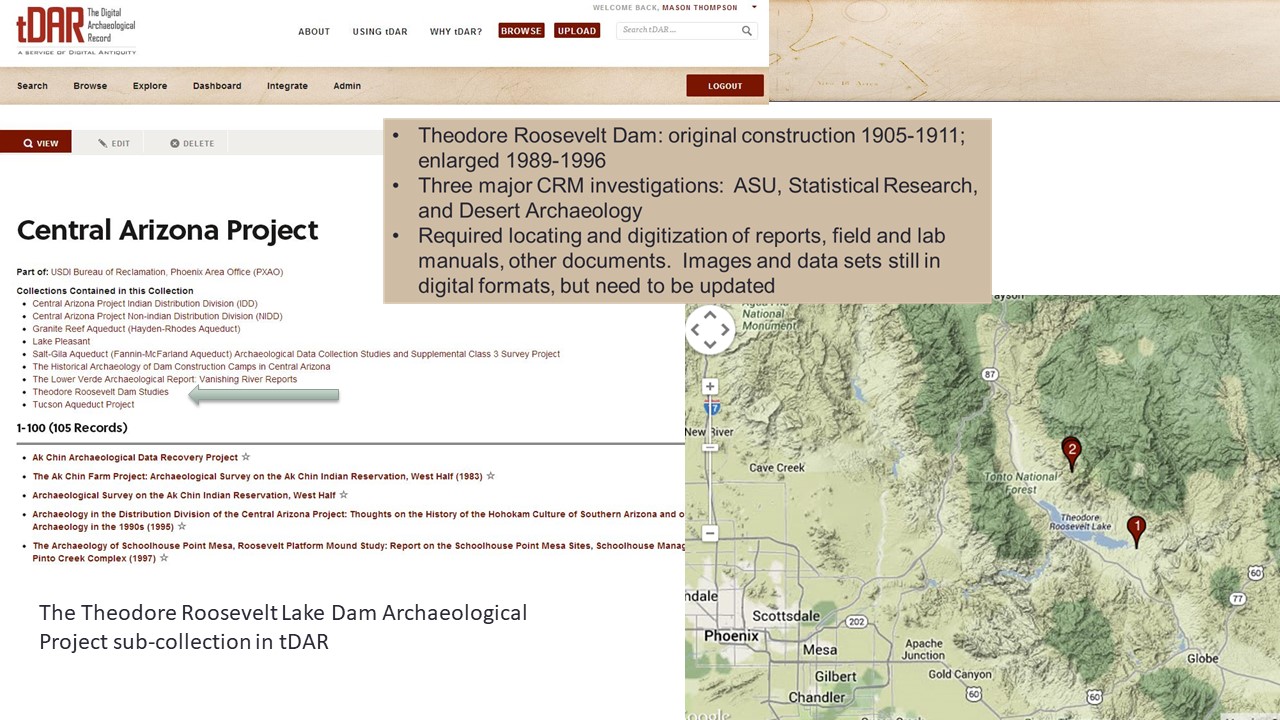 tDAR The Digital
Archaeological
Record
A SERVICE OF DIGITAL ANTIQUITY
WELCOME BACK, MASON THOMPSON
ABOUT USING tDAR WHY tDAR? BROWSE UPLOAD Search tDAR ...
Search Browse Explore Dashboard Integrate Admin LOGOUT
VIEW EDIT DELETE
• Theodore Roosevelt Dam: original construction 1905-1911;
enlarged 1989-1996
• Three major CRM investigations: ASU, Statistical Research,
and Desert Archaeology
• Required locating and digitization of reports, field and lab
manuals, other documents. Images and data sets still in
digital formats, but need to be updated
Central Arizona Project
Part of: USDI Bureau of Reclamation, Phoenix Area Office (PXAO)
Collections Contained in this Collection
• Central Arizona Project Indian Distribution Division (IDD)
• Central Arizona Project Non-indian Distribution Division (NIDD)
• Granite Reef Aqueduct (Hayden-Rhodes Aqueduct)
• Lake Pleasant
• Salt-Gila Aqueduct (Fannin-McFarland Aqueduct) Archaeological Data Collection Studies and Supplemental Class 3 Survey Project
• The Historical Archaeology of Dam Construction Camps in Central Arizona
• The Lower Verde Archaeological Report: Vanishing River Reports
• Theodore Roosevelt Dam Studies
• Tucson Aqueduct Project
1-100 (105 Records)
• Ak Chin Archaeological Data Recovery Project ☆
• The Ak Chin Farm Project: Archaeological Survey on the Ak Chin Indian Reservation, West Half (1983) ☆
• Archaeological Survey on the Ak Chin Indian Reservation, West Half ☆
• Archaeology in the Distribution Division of the Central Arizona Project: Thoughts on the History of the Hohokam Culture of Southern Arizona and o
Archaeology in the 1990s (1995) ☆
• The Archaeology of Schoolhouse Point Mesa, Roosevelt Platform Mound Study: Report on the Schoolhouse Point Mesa Sites, Schoolhouse Manag
Pinto Creek Complex (1997) ☆
The Theodore Roosevelt Lake Dam Archaeological
Project sub-collection in tDAR
National
Monument
87
17
New River
Cave Creek
2
Tonto National
Forest
Theodore
Roosevelt Lake
1
60
77
ndale
Scottsdale
202
Phoenix
Mesa
Apache
Junction
Globe
Gilbert
Gold Canyon
Chandler
60
60